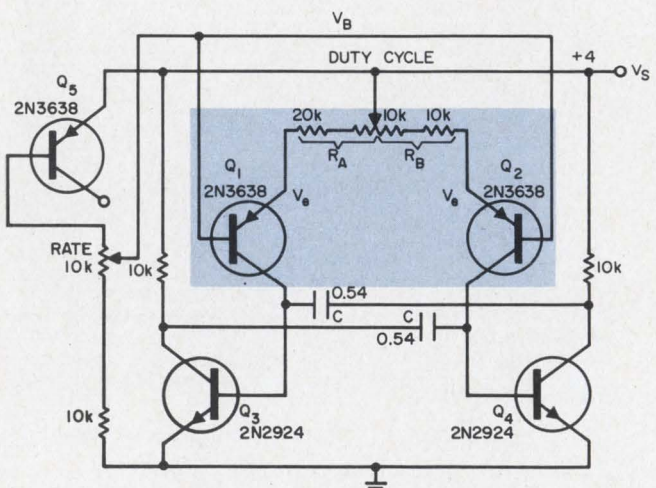 V_B
DUTY CYCLE
+4
V_S
Q_5
2N3638
20k
10k
10k
R_A
R_B
Q_1
2N3638
Q_2
2N3638
V_e
V_e
RATE
10k
10k
10k
0.54
C
C
0.54
10k
Q_3
2N2924
Q_4
2N2924